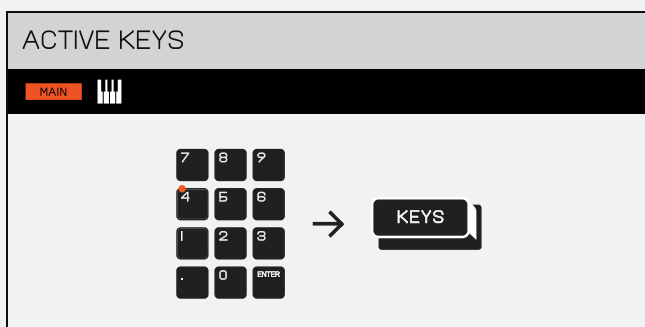 ACTIVE KEYS
MAIN
7 8 9
4 5 6
1 2 3
. 0 ENTER
KEYS